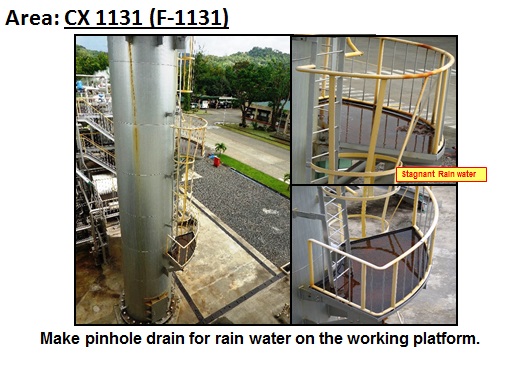 Area: CX 1131 (F-1131)
Stagnant Rain water
Make pinhole drain for rain water on the working platform.